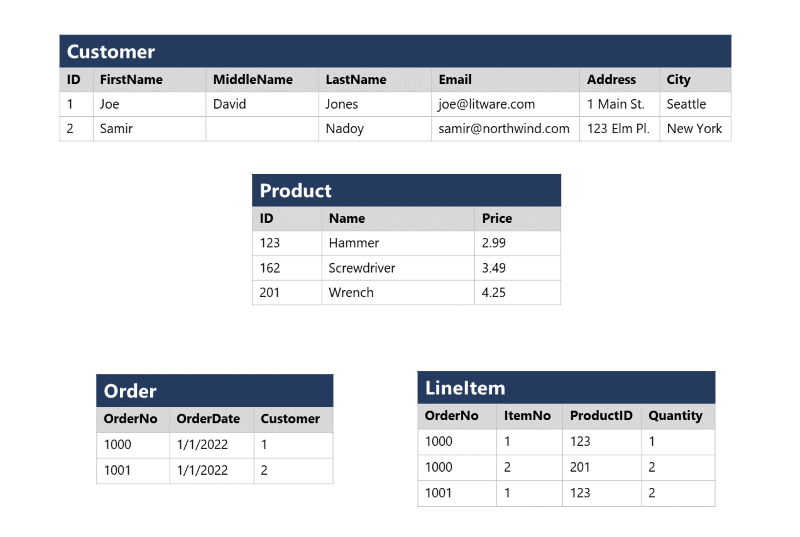 Customer
ID FirstName MiddleName LastName Email Address City
1 Joe David Jones joe@litware.com 1 Main St. Seattle
2 Samir Nadoy samir@northwind.com 123 Elm Pl. New York
Product
ID Name Price
123 Hammer 2.99
162 Screwdriver 3.49
201 Wrench 4.25
Order
OrderNo OrderDate Customer
1000 1/1/2022 1
1001 1/1/2022 2
LineItem
OrderNo ItemNo ProductID Quantity
1000 1 123 1
1000 2 201 2
1001 1 123 2